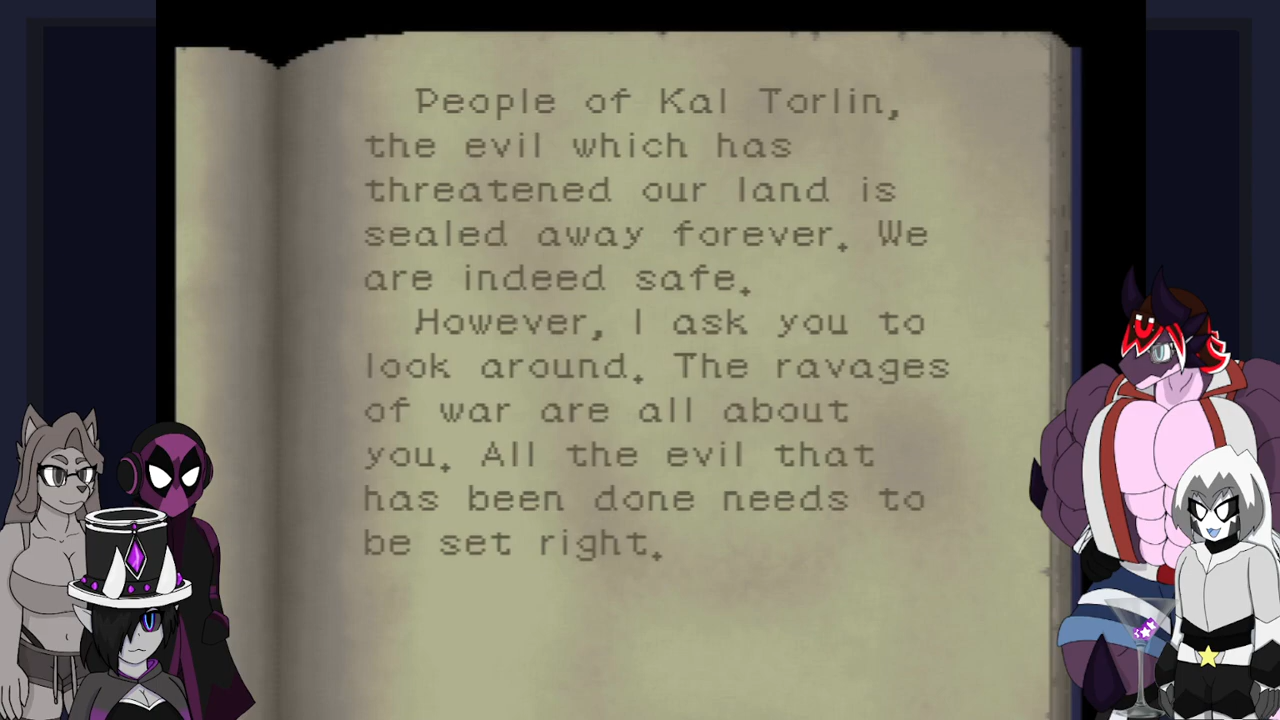 People of Kal Torlin,
the evil which has
threatened our land is
sealed away forever. We
are indeed safe.
However, I ask you to
look around. The ravages
of war are all about
you. All the evil that
has been done needs to
be set right.